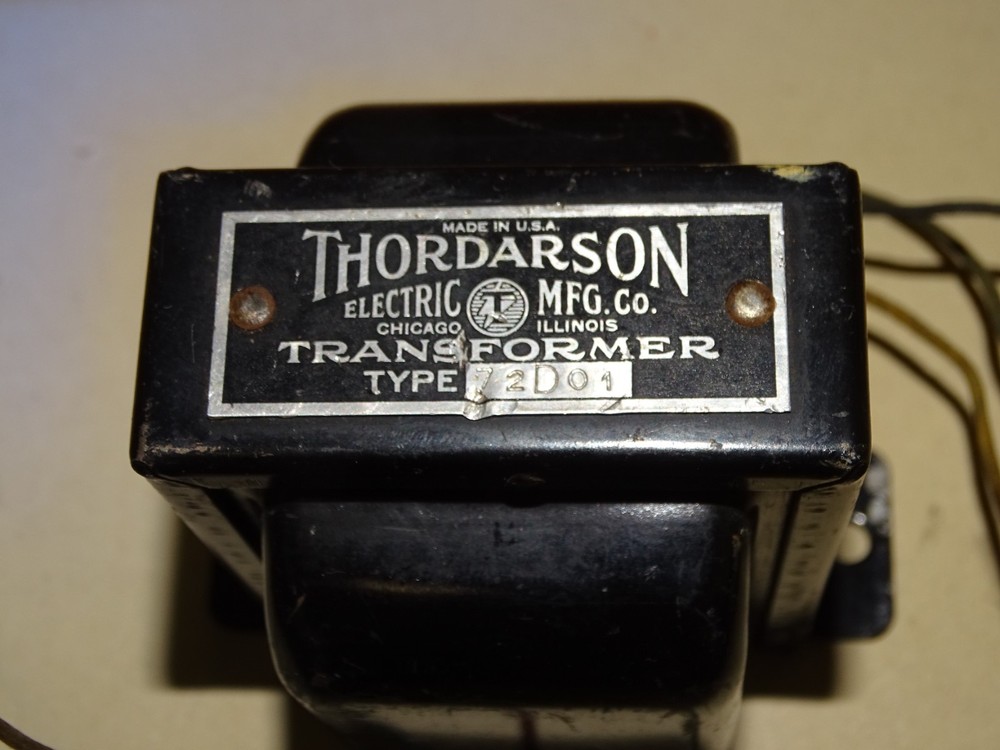 MADE IN U.S.A.
THORDARSON
ELECTRIC MFG. CO.
CHICAGO ILLINOIS
TRANSFORMER
TYPE 72D01